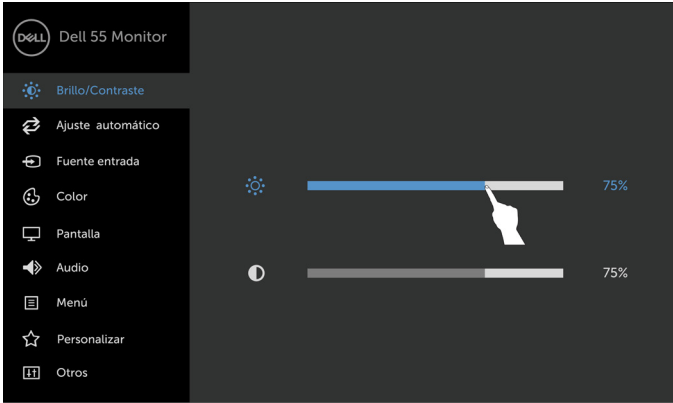 DELL
Dell 55 Monitor
Brillo/Contraste
Ajuste automático
Fuente entrada
Color
Pantalla
Audio
Menú
Personalizar
Otros
75%
75%